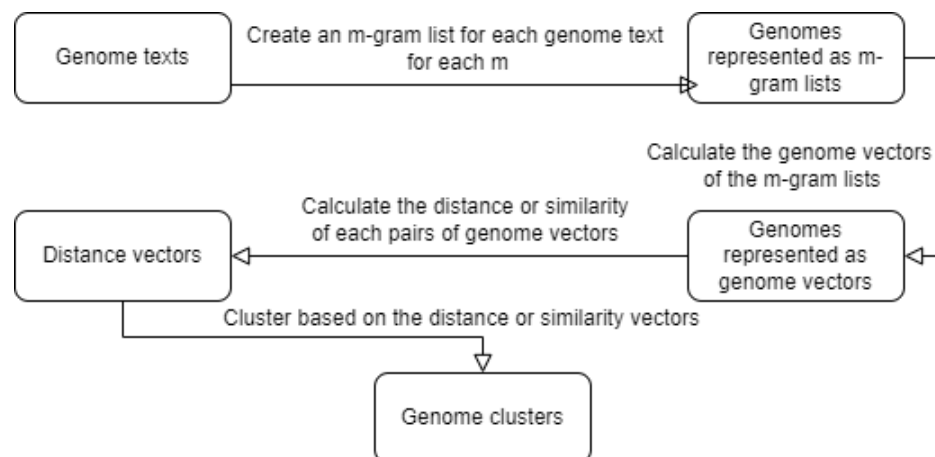 Genome texts
Create an m-gram list for each genome text
for each m
Genomes
represented as m-
gram lists
Calculate the genome vectors
of the m-gram lists
Genomes
represented as
genome vectors
Calculate the distance or similarity
of each pairs of genome vectors
Distance vectors
Cluster based on the distance or similarity vectors
Genome clusters